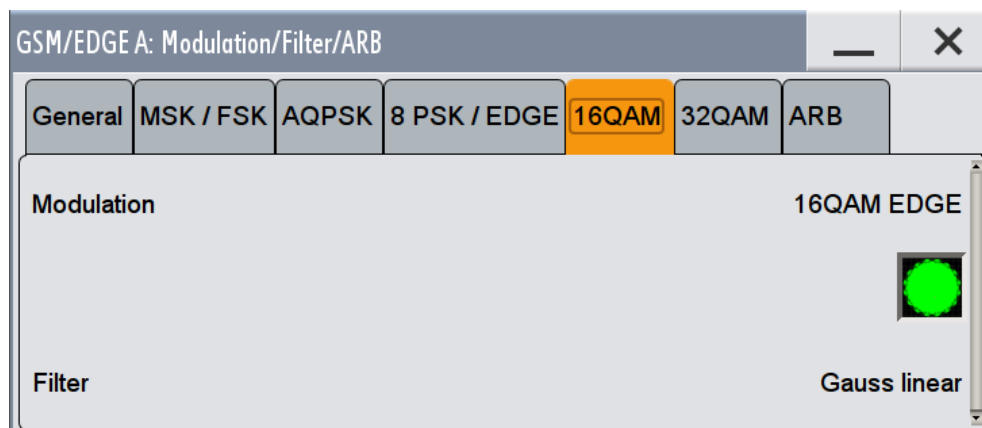 GSM/EDGE A: Modulation/Filter/ARB
General MSK / FSK AQPSK 8 PSK / EDGE 16QAM 32QAM ARB
Modulation 16QAM EDGE
Filter Gauss linear